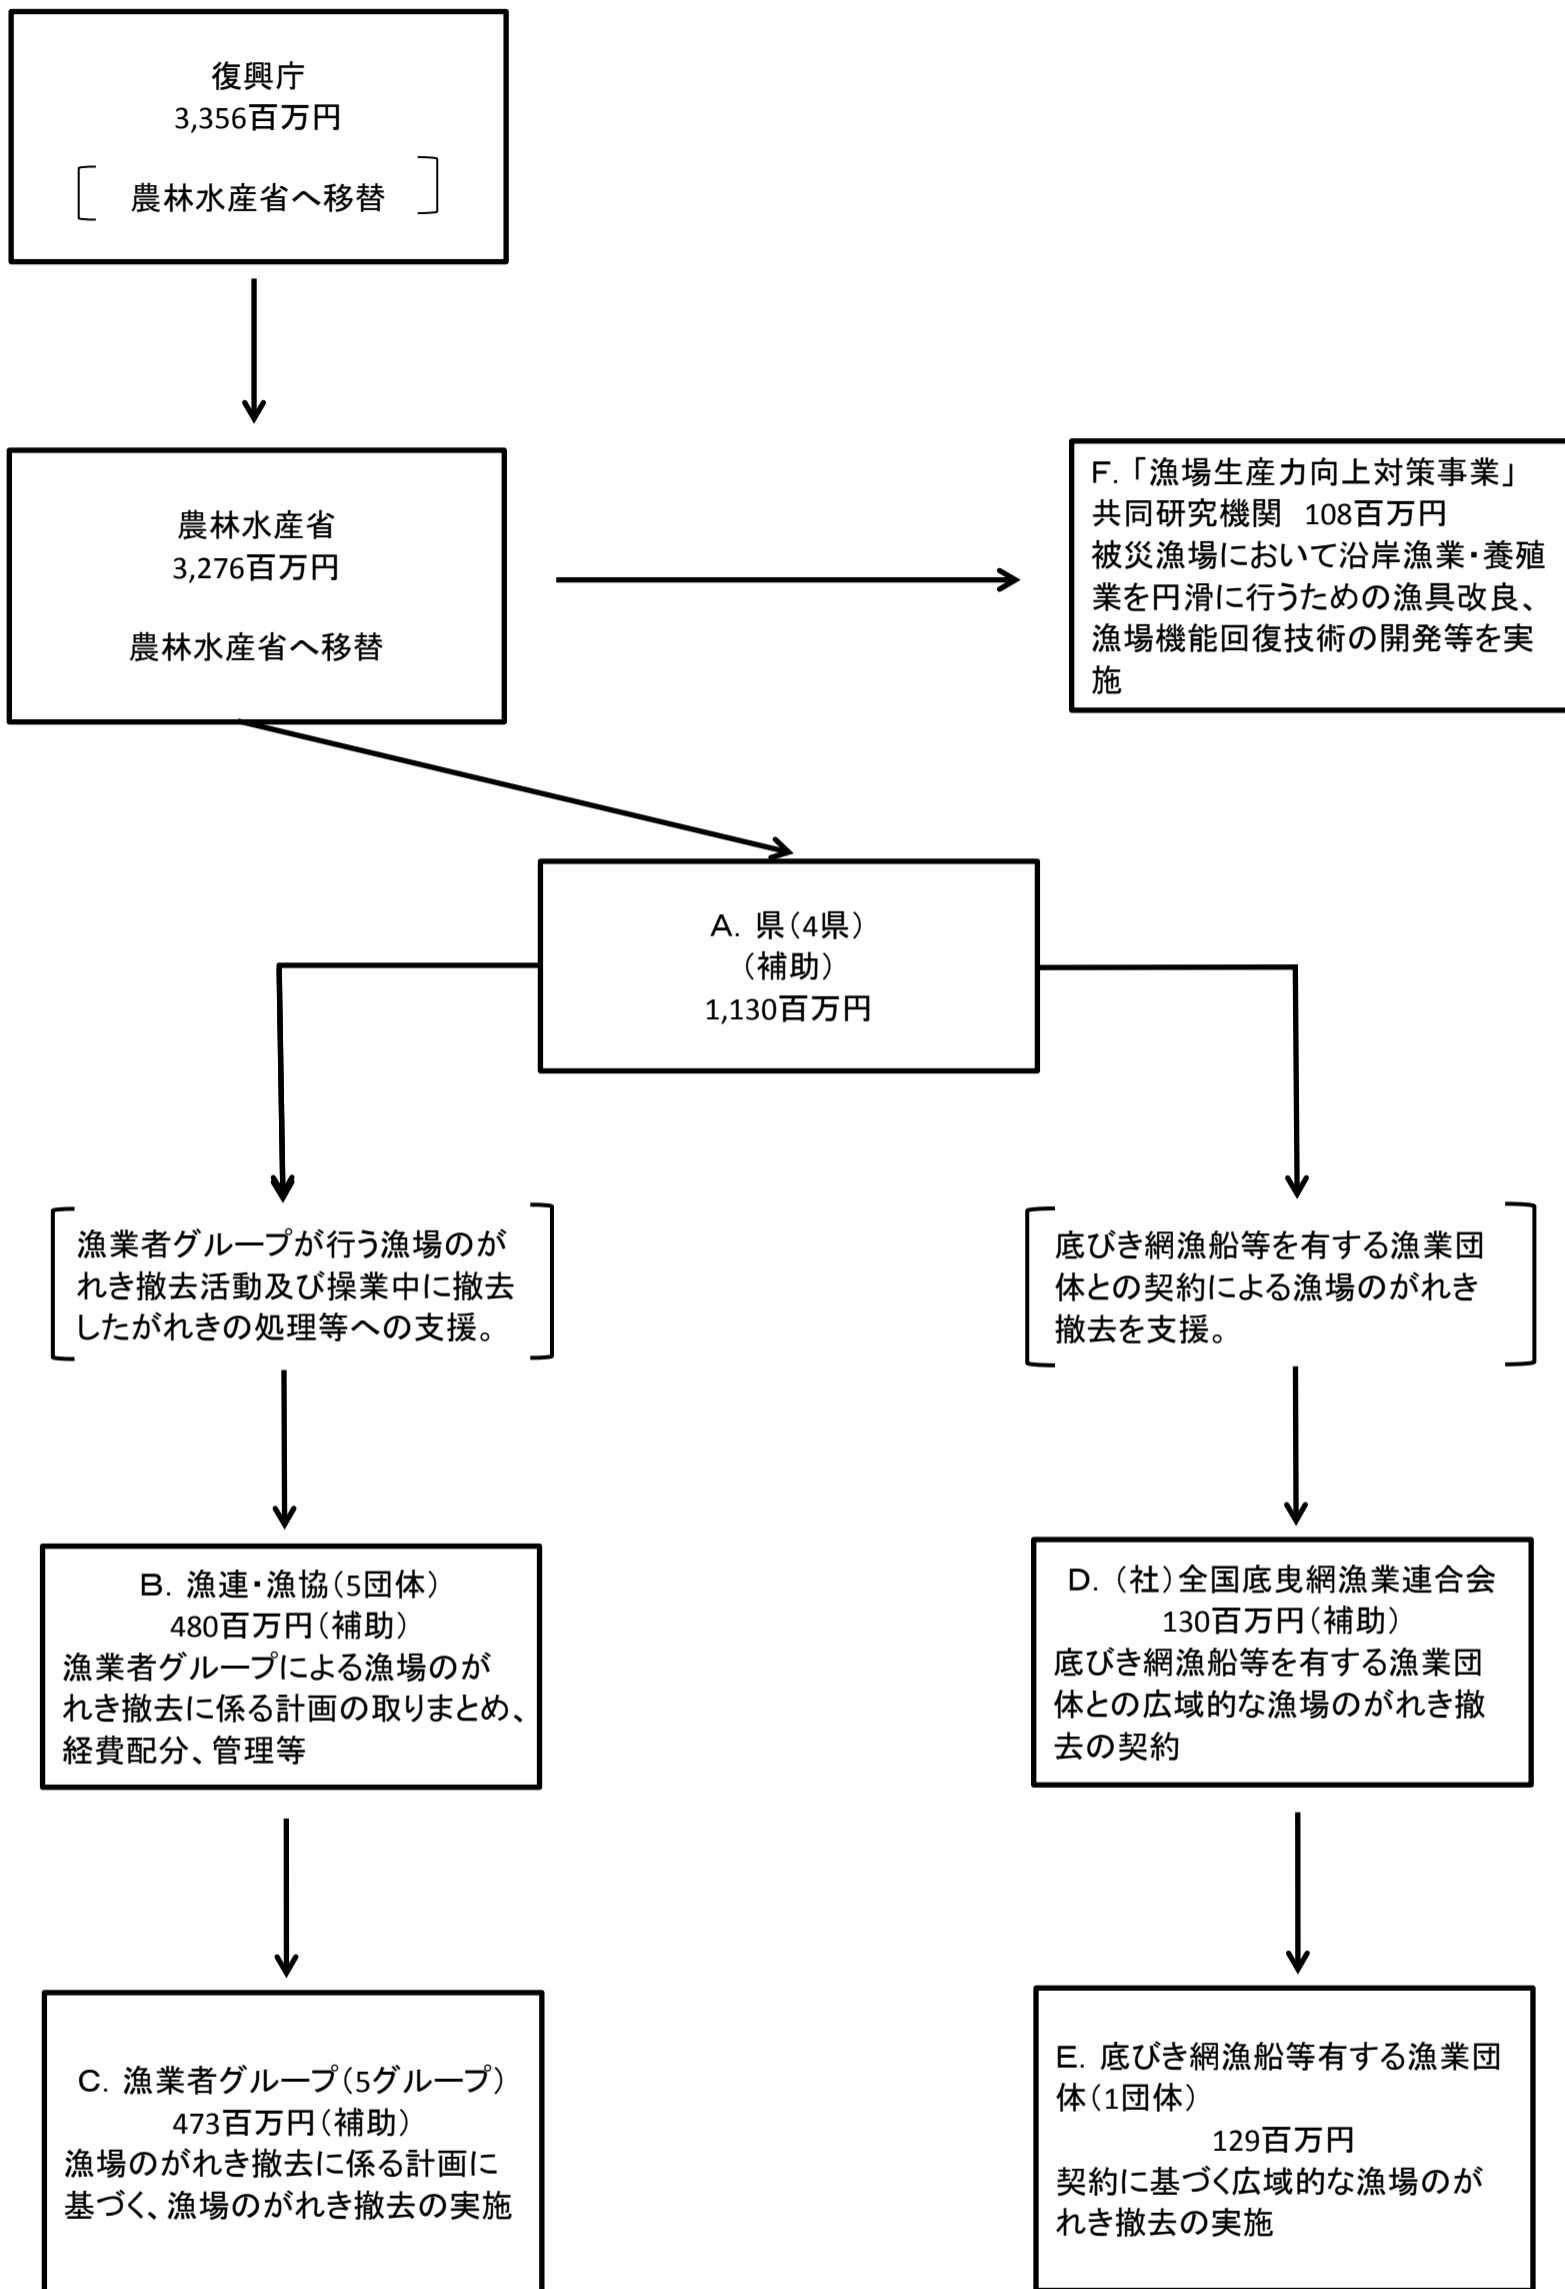 復興庁
3,356百万円
農林水産省へ移替
農林水産省
3,276百万円
農林水産省へ移替
F.「漁場生産力向上対策事業」
共同研究機関 108百万円
被災漁場において沿岸漁業・養殖
業を円滑に行うための漁具改良、
漁場機能回復技術の開発等を実
施
A. 県(4県)
(補助)
1,130百万円
漁業者グループが行う漁場のが
れき撤去活動及び操業中に撤去
したがれきの処理等への支援。
底びき網漁船等を有する漁業団
体との契約による漁場のがれき
撤去を支援。
B. 漁連・漁協(5団体)
480百万円(補助)
漁業者グループによる漁場のが
れき撤去に係る計画の取りまとめ、
経費配分、管理等
D. (社)全国底曳網漁業連合会
130百万円(補助)
底びき網漁船等を有する漁業団
体との広域的な漁場のがれき撤
去の契約
C. 漁業者グループ(5グループ)
473百万円(補助)
漁場のがれき撤去に係る計画に
基づく、漁場のがれき撤去の実施
E. 底びき網漁船等有する漁業団
体(1団体)
129百万円
契約に基づく広域的な漁場のが
れき撤去の実施